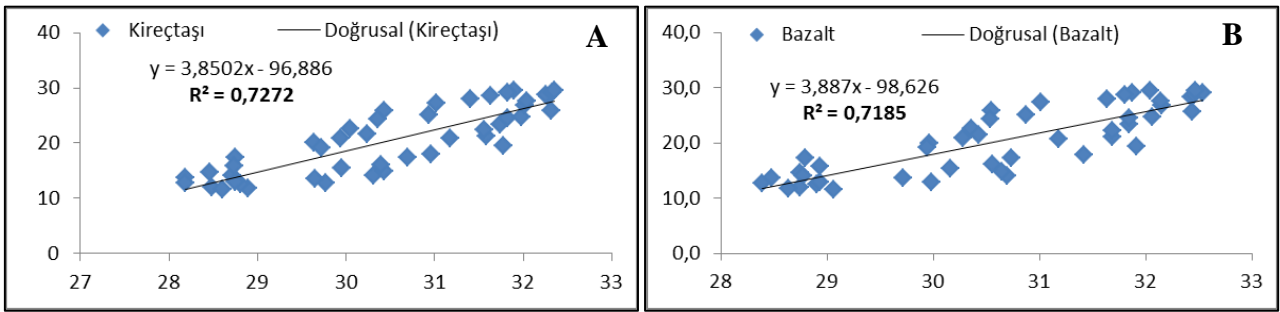 40
Kireçtaşı
Doğrusal (Kireçtaşı)
A
y = 3,8502x - 96,886
R² = 0,7272
30
20
10
0
27 28 29 30 31 32 33
40,0
Bazalt
Doğrusal (Bazalt)
B
y = 3,887x - 98,626
R² = 0,7185
30,0
20,0
10,0
0,0
28 29 30 31 32 33